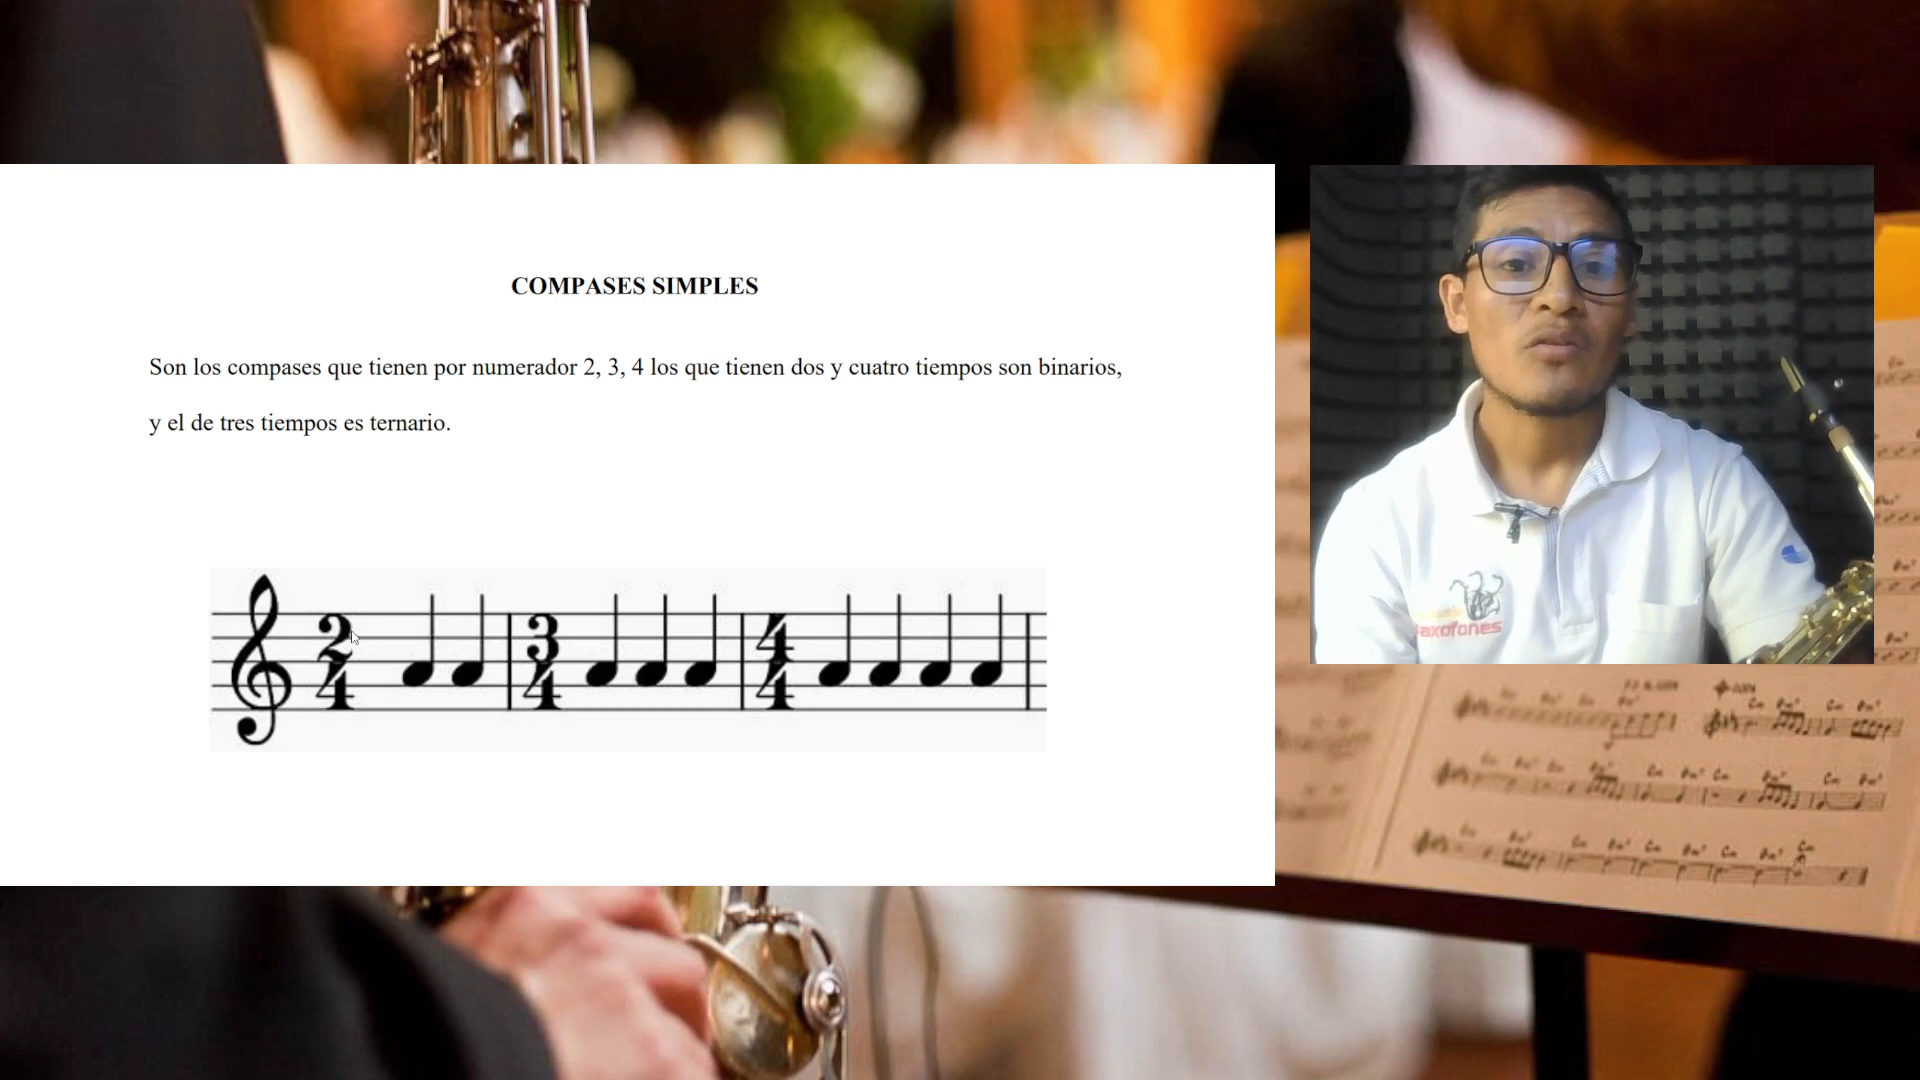 COMPASES SIMPLES
Son los compases que tienen por numerador 2, 3, 4 los que tienen dos y cuatro tiempos son binarios,
y el de tres tiempos es ternario.
2 3 4
4 4 4
saxofones